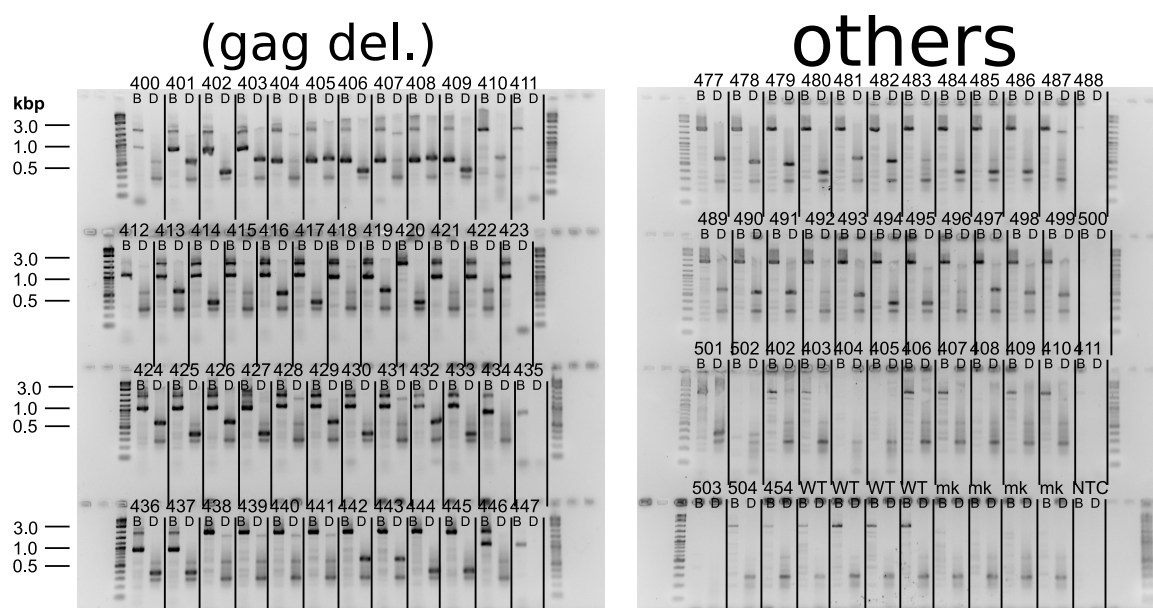 (gag del.)
400 401 402 403 404 405 406 407 408 409 410 411
B D B D B D B D B D B D B D B D B D B D B D B D
kbp
3.0
1.0
0.5
412 413 414 415 416 417 418 419 420 421 422 423
B D B D B D B D B D B D B D B D B D B D B D B D
3.0
1.0
0.5
424 425 426 427 428 429 430 431 432 433 434 435
B D B D B D B D B D B D B D B D B D B D B D B D
3.0
1.0
0.5
436 437 438 439 440 441 442 443 444 445 446 447
B D B D B D B D B D B D B D B D B D B D B D B D
3.0
1.0
0.5
others
477 478 479 480 481 482 483 484 485 486 487 488
B D B D B D B D B D B D B D B D B D B D B D B D
489 490 491 492 493 494 495 496 497 498 499 500
B D B D B D B D B D B D B D B D B D B D B D B D
501 502 402 403 404 405 406 407 408 409 410 411
B D B D B D B D B D B D B D B D B D B D B D B D
503 504 454 WT WT WT WT mk mk mk mk NTC
B D B D B D B D B D B D B D B D B D B D B D B D